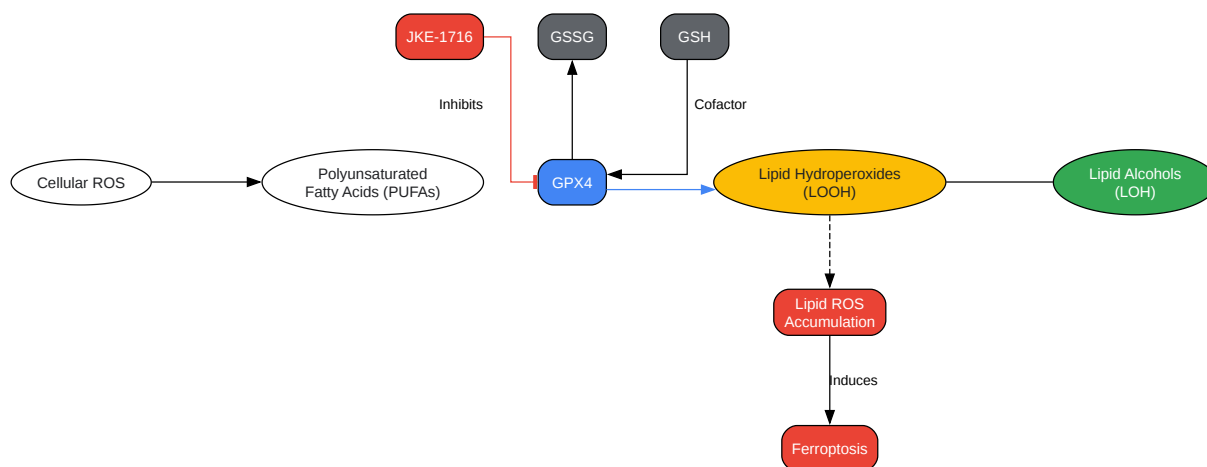 JKE-1716
GSSG
GSH
Inhibits
Cofactor
Cellular ROS
Polyunsaturated
Fatty Acids (PUFAs)
GPX4
Lipid Hydroperoxides
(LOOH)
Lipid Alcohols
(LOH)
Lipid ROS
Accumulation
Induces
Ferroptosis